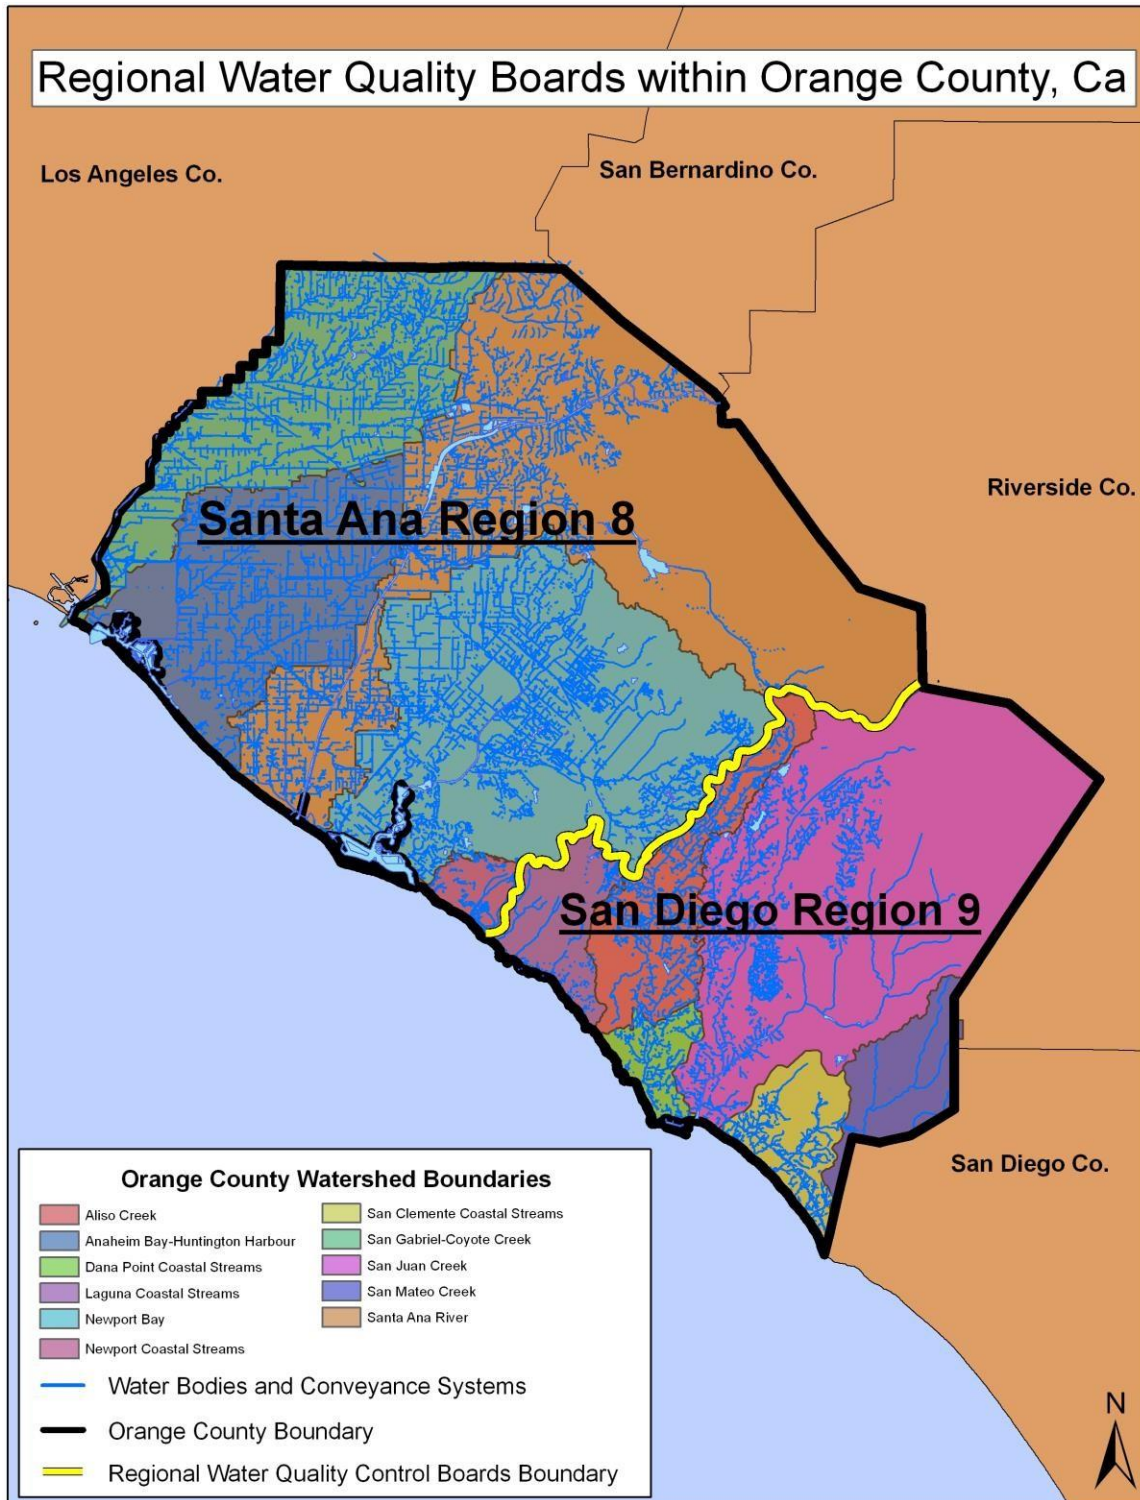 Regional Water Quality Boards within Orange County, Ca
Los Angeles Co.
San Bernardino Co.
Riverside Co.
Santa Ana Region 8
San Diego Region 9
San Diego Co.
Orange County Watershed Boundaries
Aliso Creek
Anaheim Bay-Huntington Harbour
Dana Point Coastal Streams
Laguna Coastal Streams
Newport Bay
Newport Coastal Streams
San Clemente Coastal Streams
San Gabriel-Coyote Creek
San Juan Creek
San Mateo Creek
Santa Ana River
Water Bodies and Conveyance Systems
Orange County Boundary
Regional Water Quality Control Boards Boundary
N